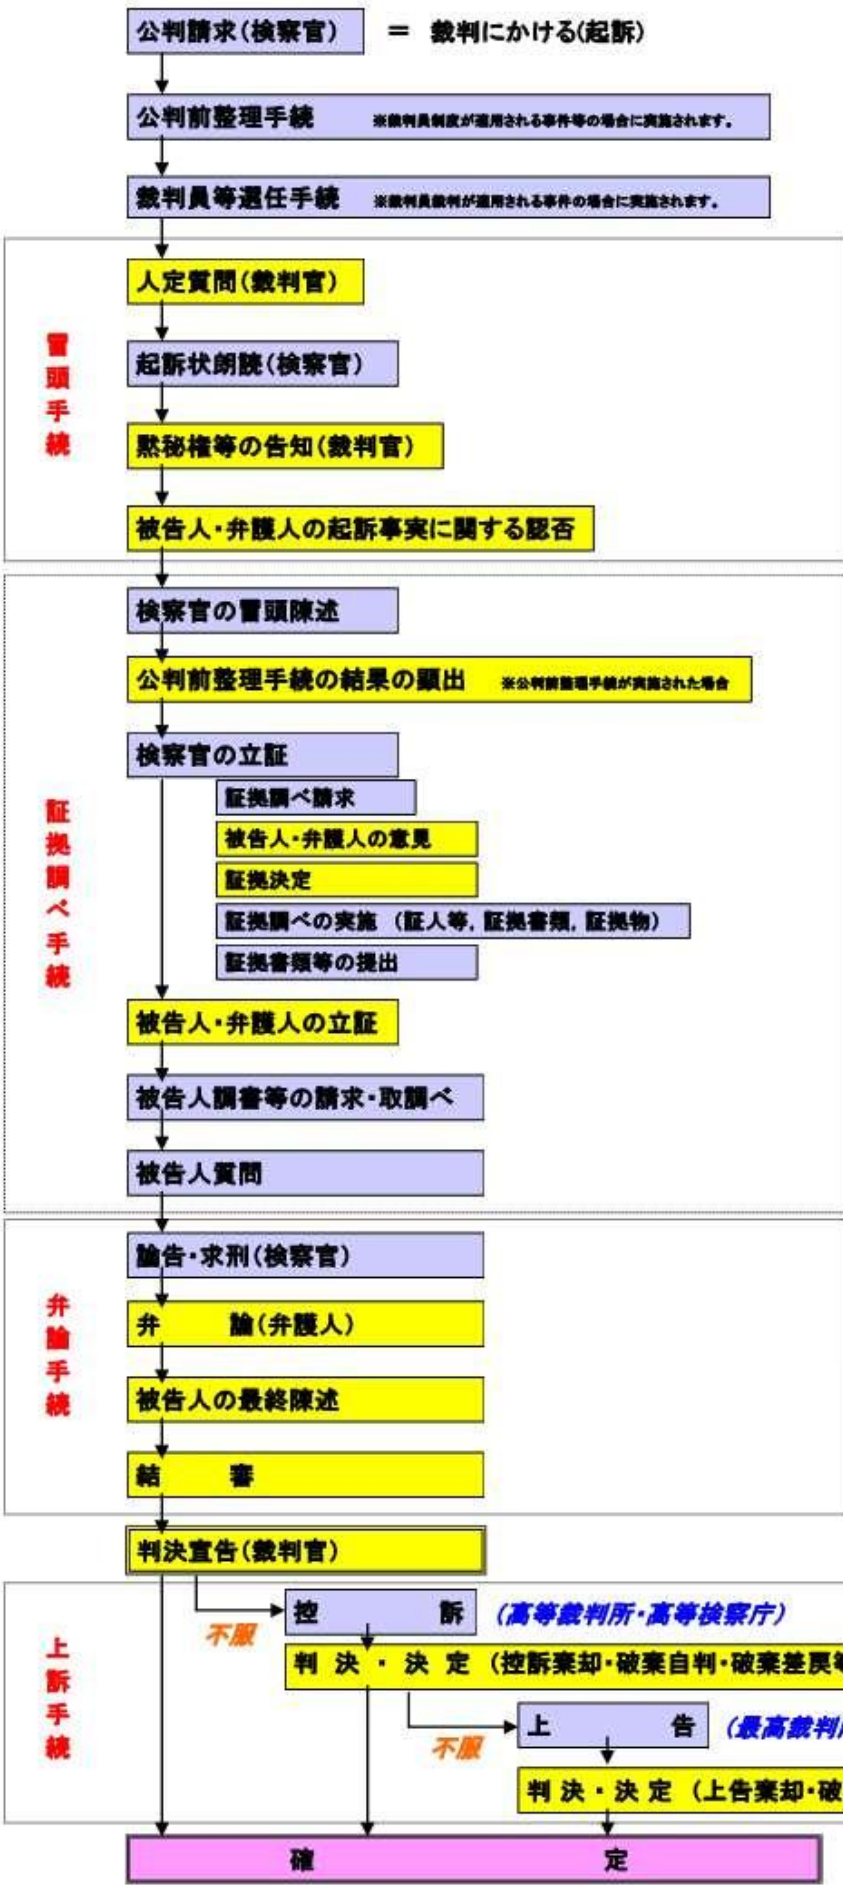 公判請求(検察官) = 裁判にかける(起訴)
公判前整理手続 ※裁判員制度が適用される事件等の場合に実施されます。
裁判員等選任手続 ※裁判員裁判が適用される事件の場合に実施されます。
冒頭手続
人定質問(裁判官)
起訴状朗読(検察官)
黙秘権等の告知(裁判官)
被告人・弁護人の起訴事実に関する認否
証拠調べ手続
検察官の冒頭陳述
公判前整理手続の結果の顕出 ※公判前整理手続が実施された場合
検察官の立証
証拠調べ請求
被告人・弁護人の意見
証拠決定
証拠調べの実施 (証人等,証拠書類,証拠物)
証拠書類等の提出
被告人・弁護人の立証
被告人調書等の請求・取調べ
被告人質問
弁論手続
論告・求刑(検察官)
弁 論(弁護人)
被告人の最終陳述
結 審
判決宣告(裁判官)
上訴手続
不服
控 訴 (高等裁判所・高等検察庁)
判 決 ・ 決 定 (控訴棄却・破棄自判・破棄差戻等
不服
上 告 (最高裁判所
判 決 ・ 決 定 (上告棄却・破
確 定